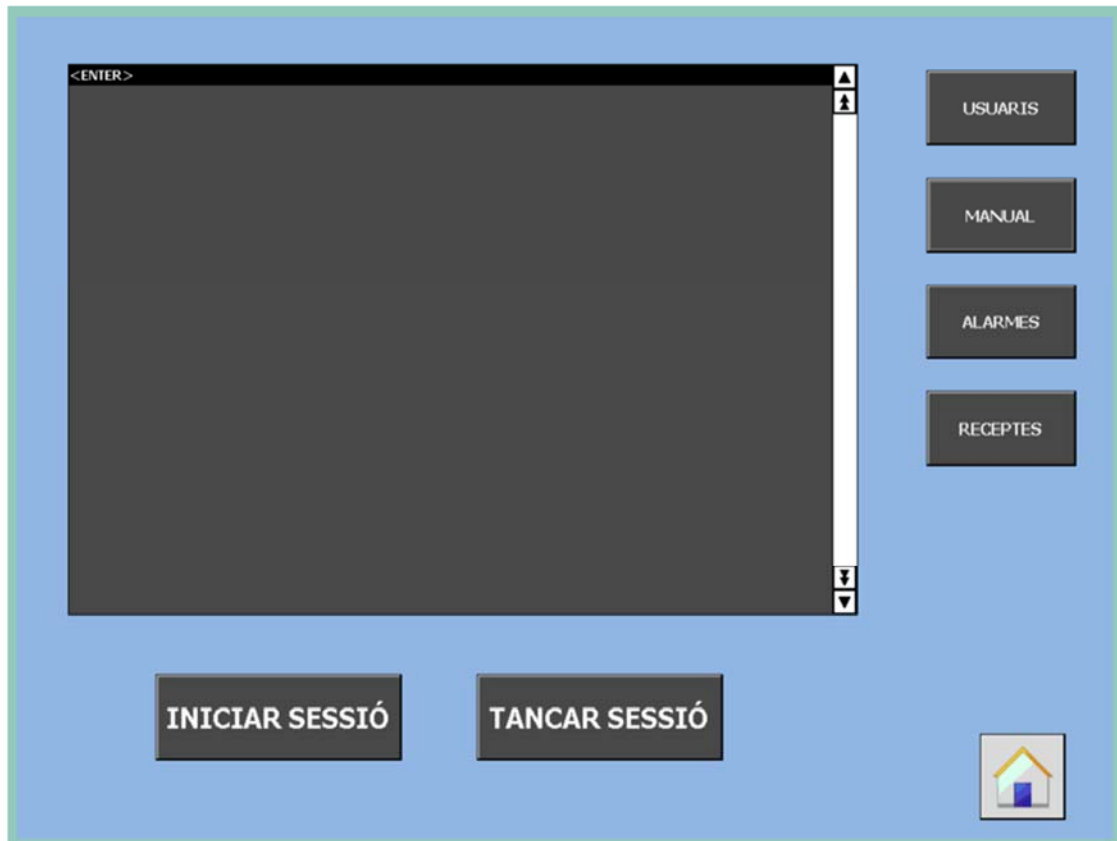 <ENTER>
USUARIS
MANUAL
ALARMES
RECEPTES
INICIAR SESSIÓ
TANCAR SESSIÓ